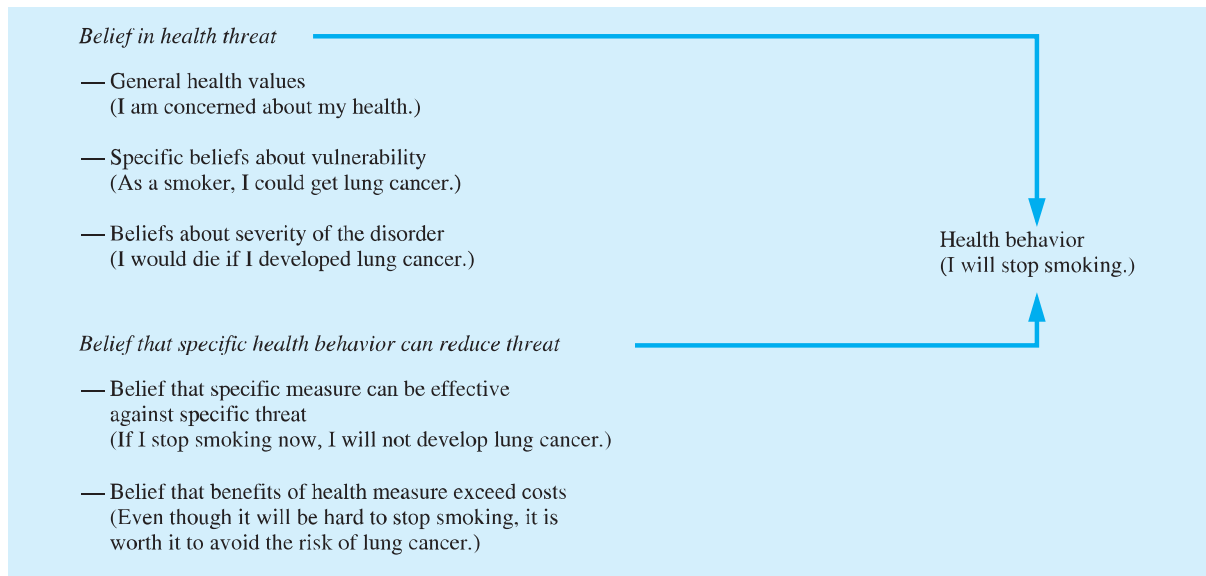 Belief in health threat
— General health values
(I am concerned about my health.)
— Specific beliefs about vulnerability
(As a smoker, I could get lung cancer.)
— Beliefs about severity of the disorder
(I would die if I developed lung cancer.)
Health behavior
(I will stop smoking.)
Belief that specific health behavior can reduce threat
— Belief that specific measure can be effective
against specific threat
(If I stop smoking now, I will not develop lung cancer.)
— Belief that benefits of health measure exceed costs
(Even though it will be hard to stop smoking, it is
worth it to avoid the risk of lung cancer.)